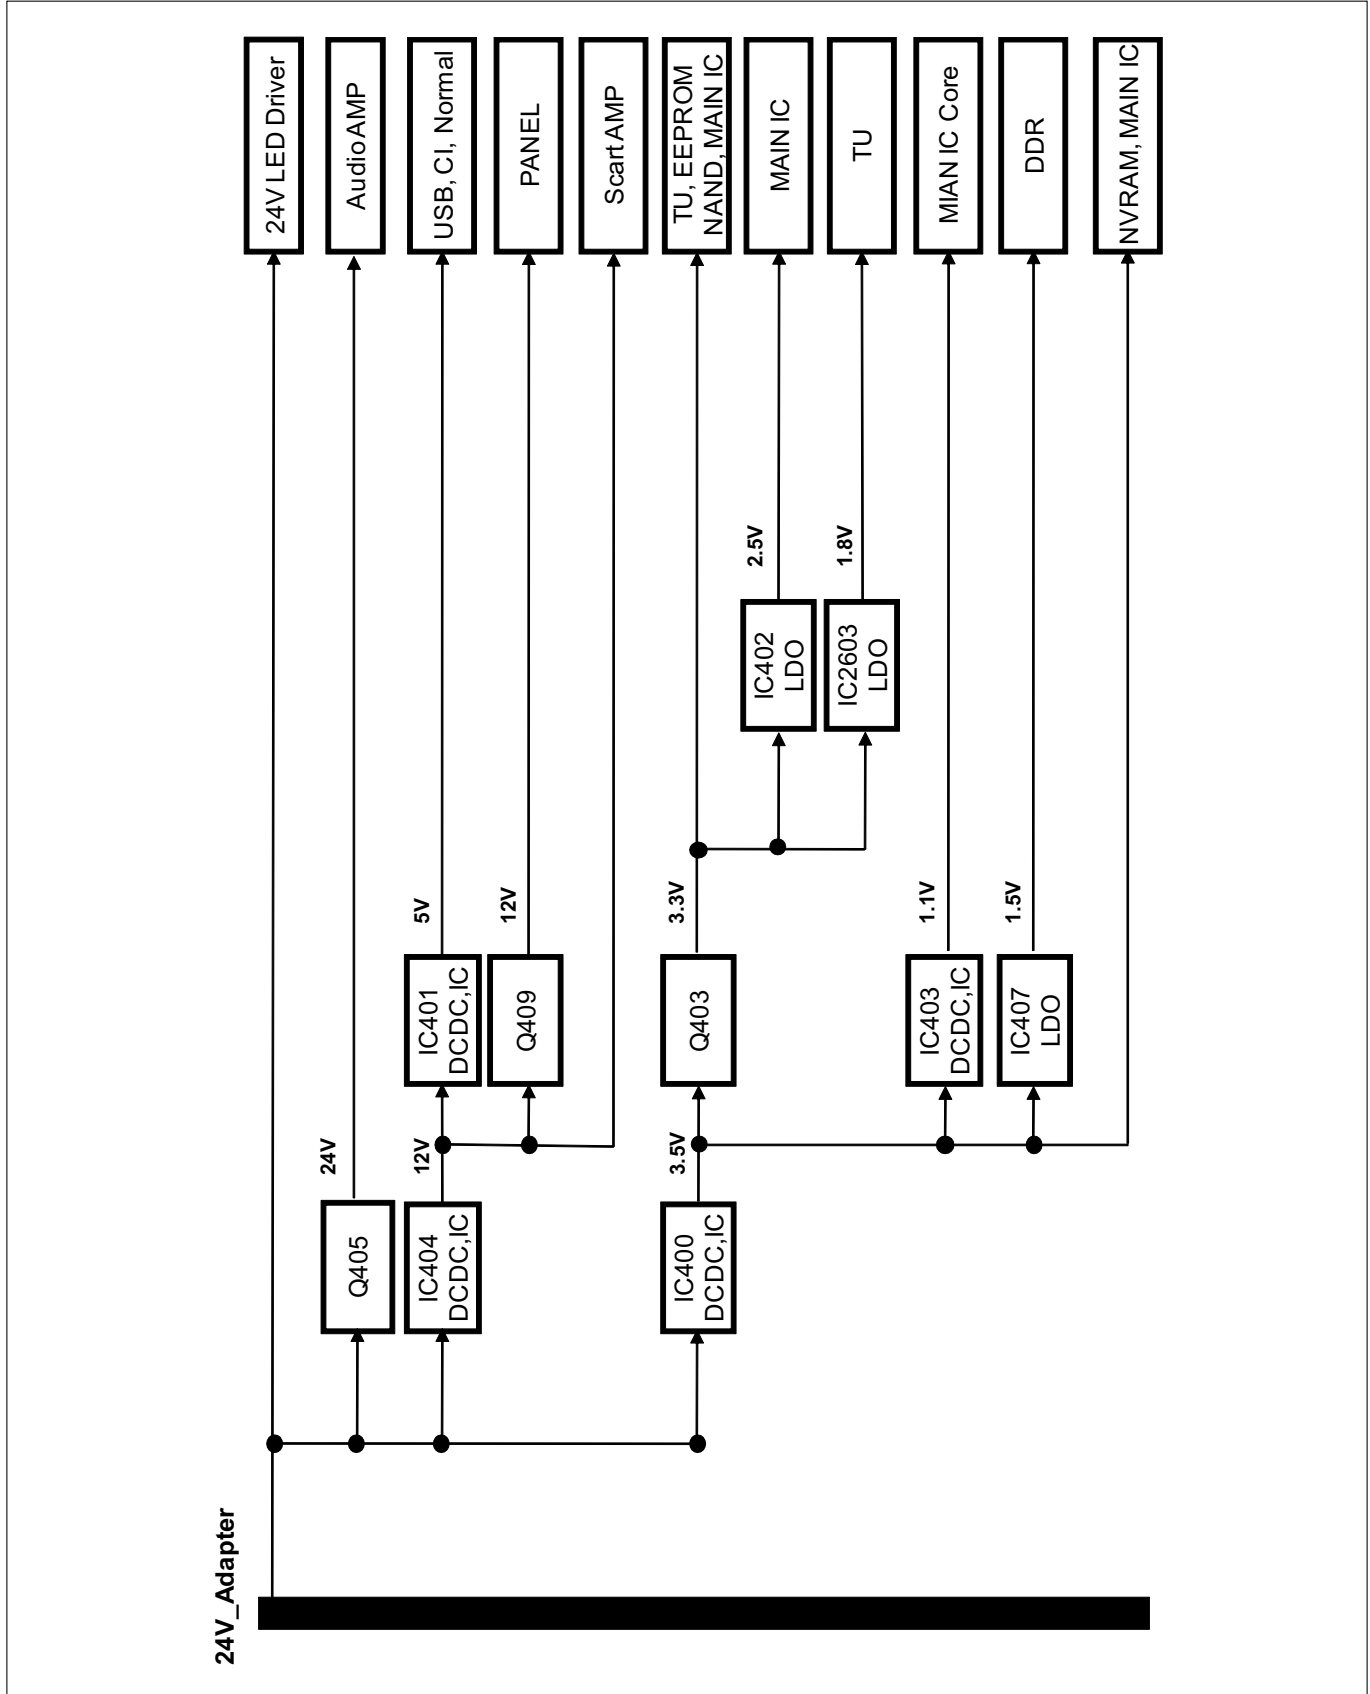 24V_Adapter
24V LED Driver
Q405
24V
Audio AMP
IC404
DCDC,IC
12V
IC401
DCDC,IC
5V
USB, CI, Normal
Q409
12V
PANEL
Scart AMP
IC400
DCDC,IC
3.5V
Q403
3.3V
TU, EEPROM
NAND, MAIN IC
IC402
LDO
2.5V
MAIN IC
IC2603
LDO
1.8V
TU
IC403
DCDC,IC
1.1V
MIAN IC Core
IC407
LDO
1.5V
DDR
NVRAM, MAIN IC